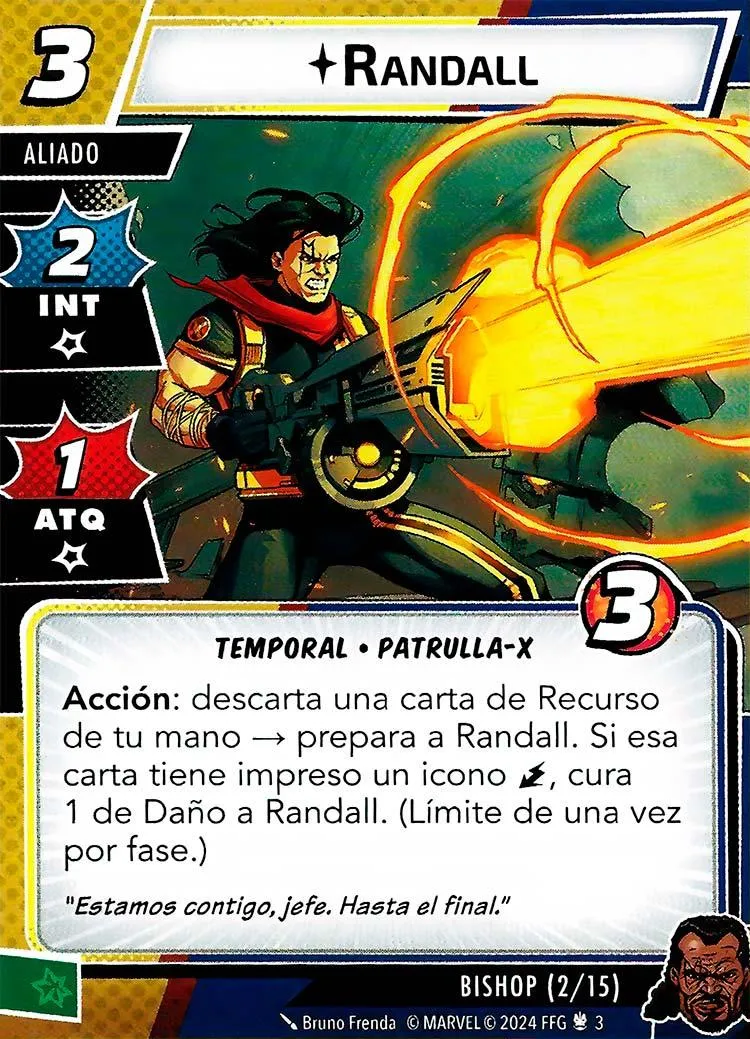 3
RANDALL
ALIADO
2
INT
1
ATQ
3
TEMPORAL • PATRULLA-X
Acción: descarta una carta de Recurso
de tu mano → prepara a Randall. Si esa
carta tiene impreso un icono , cura
1 de Daño a Randall. (Límite de una vez
por fase.)
"Estamos contigo, jefe. Hasta el final."
BISHOP (2/15)
Bruno Frenda © MARVEL © 2024 FFG 3